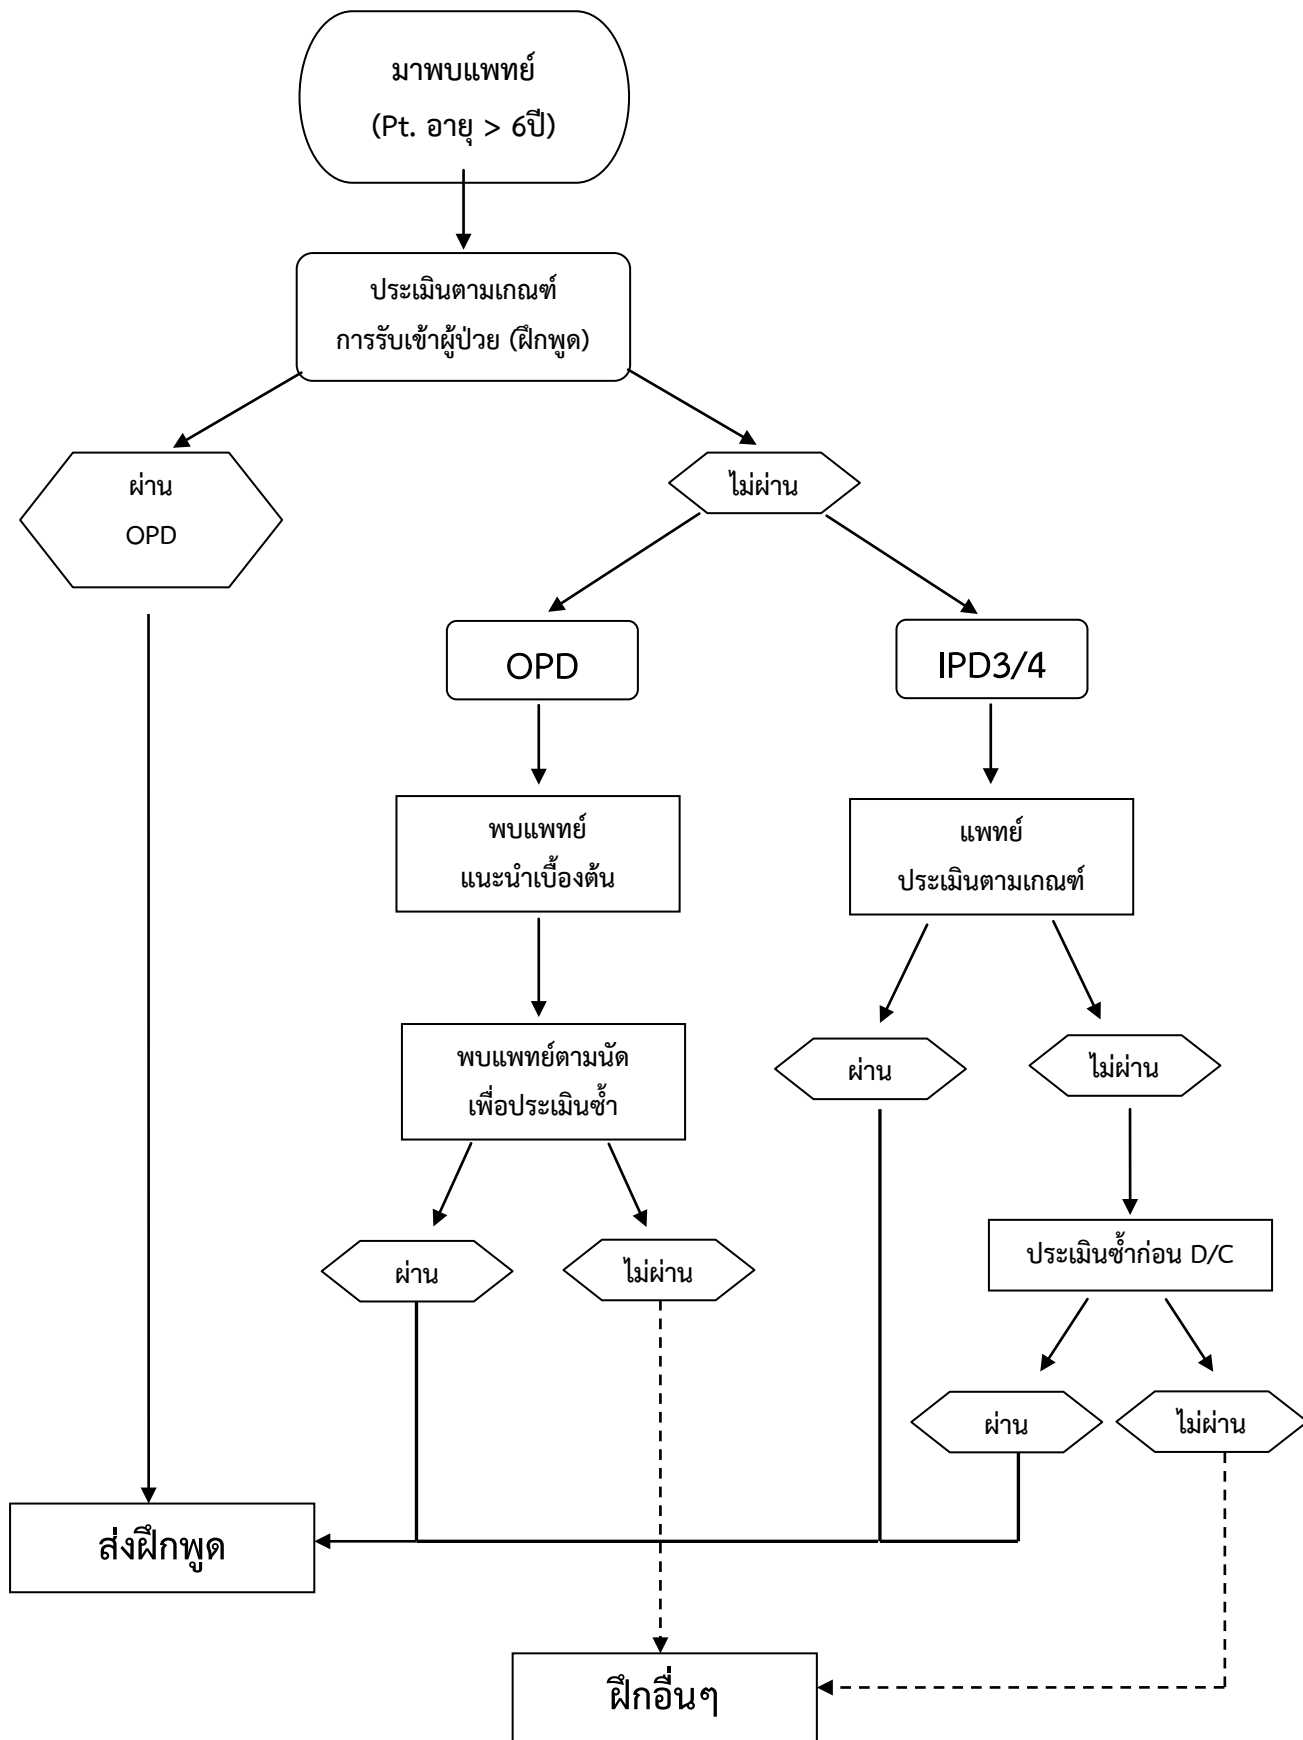 มาพบแพทย์
(Pt. อายุ > 6ปี)
ประเมินตามเกณฑ์
การรับเข้าผู้ป่วย (ฝึกพูด)
ผ่าน
OPD
ไม่ผ่าน
OPD
IPD3/4
พบแพทย์
แนะนำเบื้องต้น
แพทย์
ประเมินตามเกณฑ์
พบแพทย์ตามนัด
เพื่อประเมินซ้ำ
ผ่าน
ไม่ผ่าน
ประเมินซ้ำก่อน D/C
ผ่าน
ไม่ผ่าน
ผ่าน
ไม่ผ่าน
ส่งฝึกพูด
ฝึกอื่นๆ